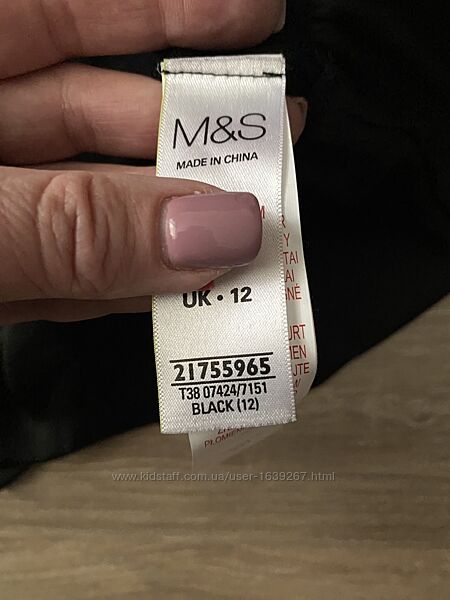 M&S
MADE IN CHINA
UK • 12
21755965
T38 07424/7151
BLACK (12)
www.kidstaff.com.ua/user-1639267.html